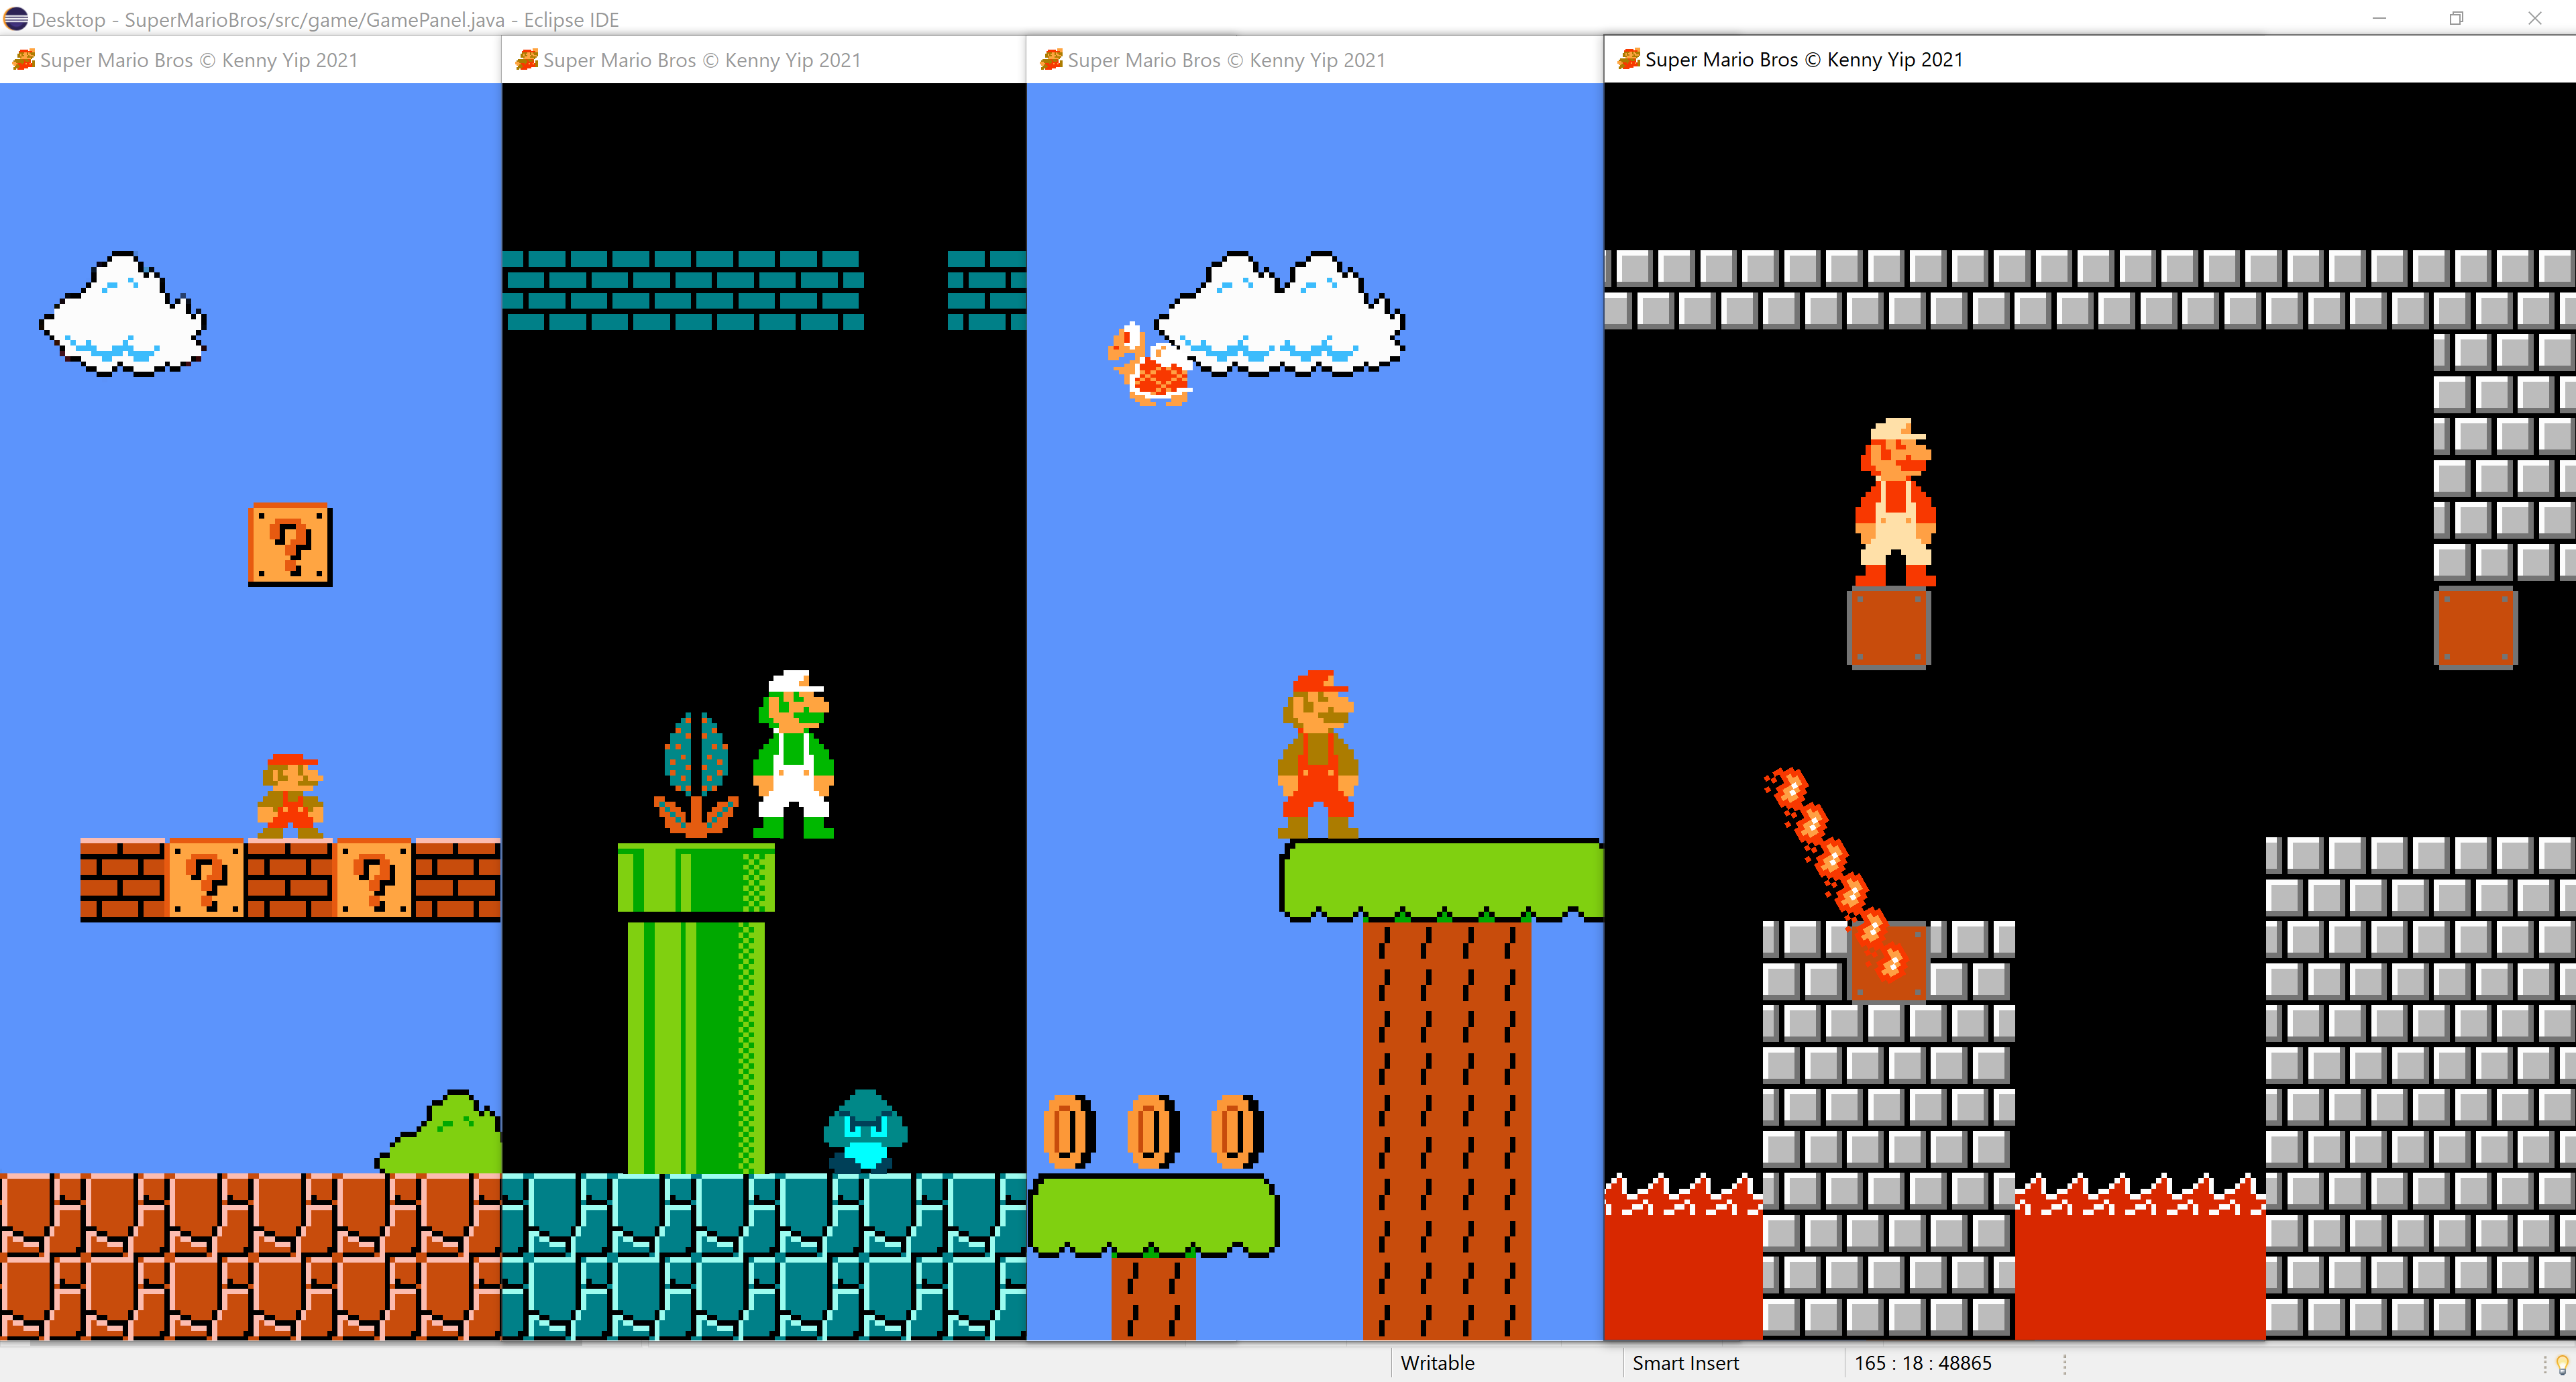 Desktop - SuperMarioBros/src/game/GamePanel.java - Eclipse IDE
Super Mario Bros © Kenny Yip 2021
Super Mario Bros © Kenny Yip 2021
Super Mario Bros © Kenny Yip 2021
Super Mario Bros © Kenny Yip 2021
?
? ?
Writable
Smart Insert
165 : 18 : 48865